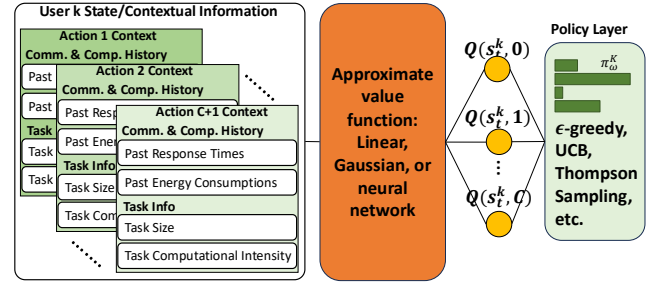 User k State/Contextual Information
Action 1 Context
Comm. & Comp. History
Past
Past
Task
Task
Task
Action 2 Context
Comm. & Comp. History
Past Resp
Past Ener
Task Info
Task Size
Task Com
Action C+1 Context
Comm. & Comp. History
Past Response Times
Past Energy Consumptions
Task Info
Task Size
Task Computational Intensity
Approximate
value
function:
Linear,
Gaussian, or
neural
network
Q(s_t^k, 0)
Q(s_t^k, 1)
⋮
Q(s_t^k, C)
Policy Layer
π_ω^K
ϵ-greedy,
UCB,
Thompson
Sampling,
etc.